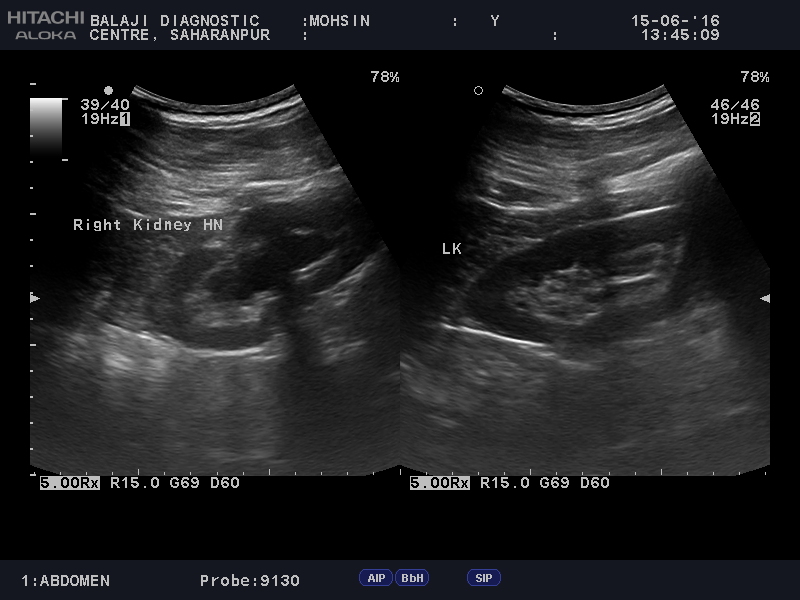 HITACHI ALOKA
BALAJI DIAGNOSTIC :MOHSIN : Y 15-06-'16
CENTRE, SAHARANPUR : : 13:45:09
78%
39/40
19Hz1
Right Kidney HN
5.00Rx R15.0 G69 D60
78%
46/46
19Hz2
LK
5.00Rx R15.0 G69 D60
1:ABDOMEN Probe:9130 AIP BbH SIP